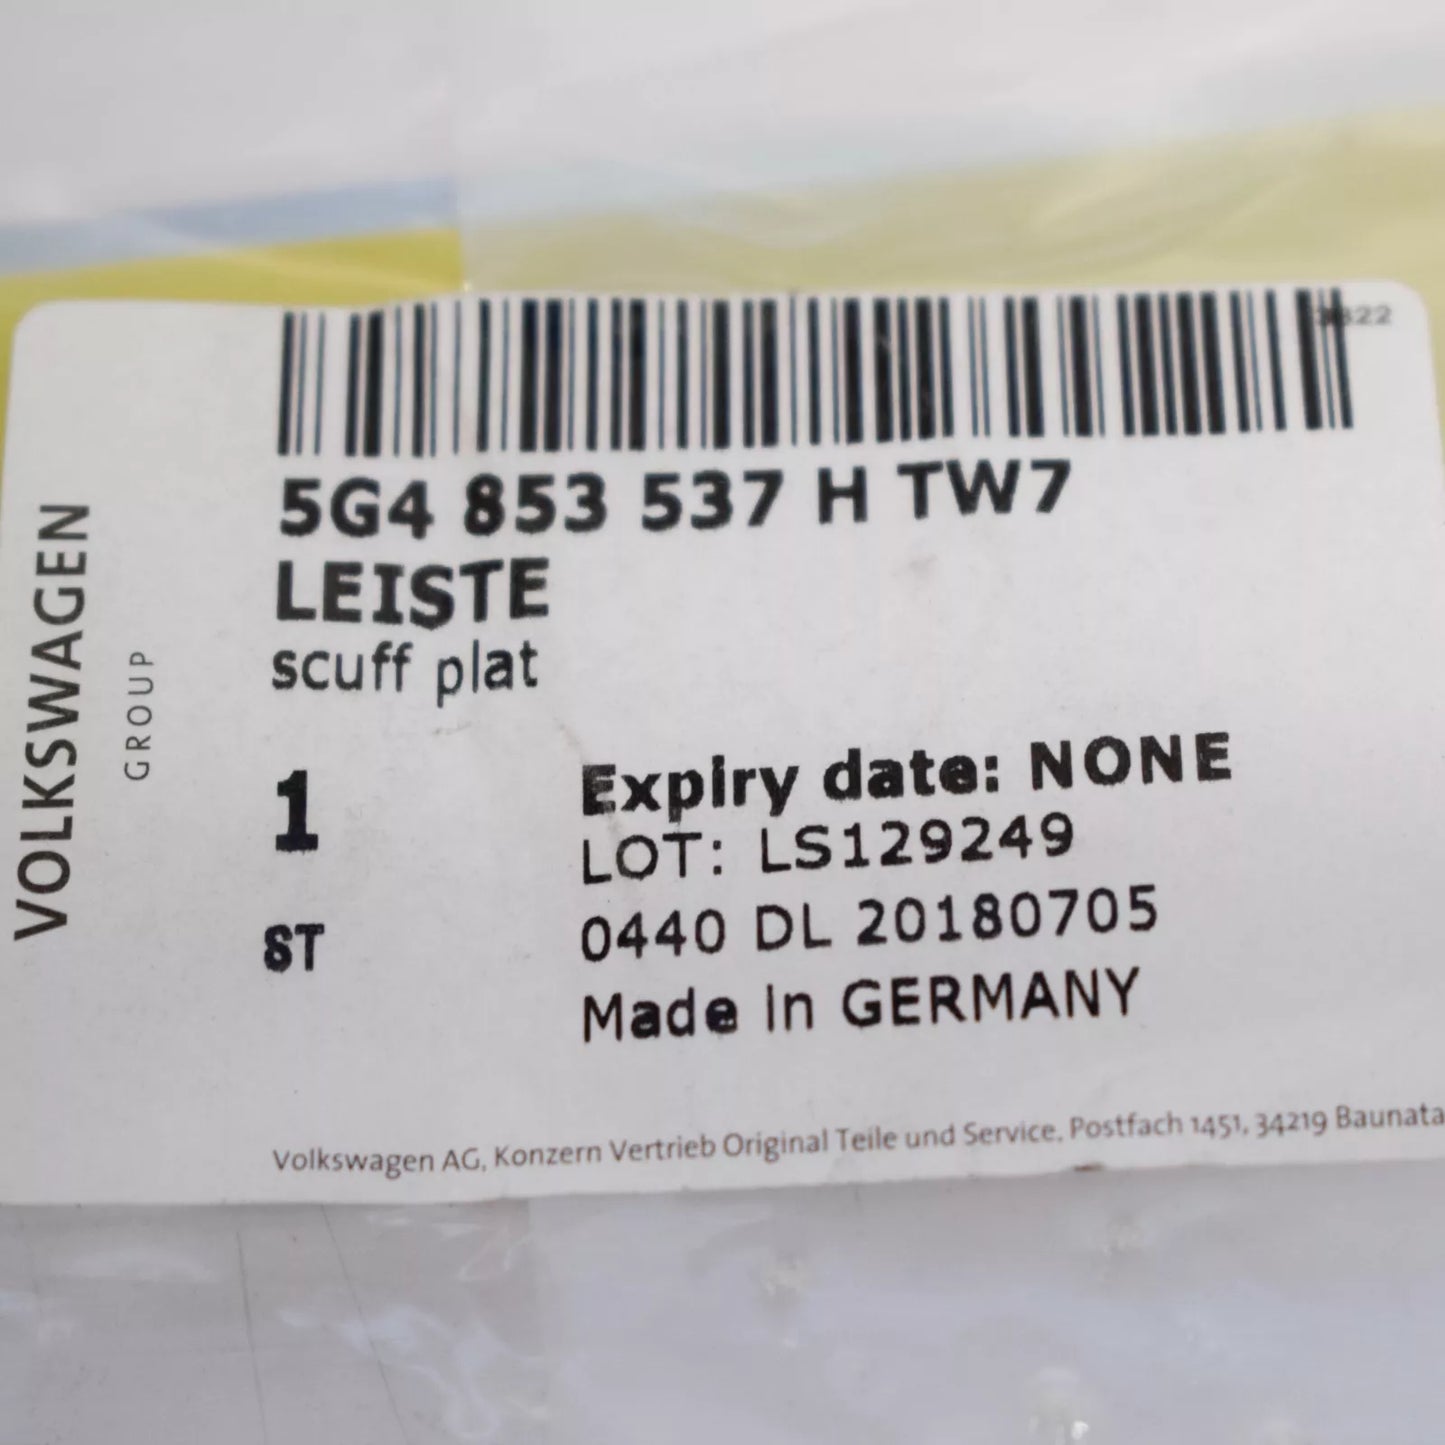 5G4 853 537 H TW7
LEISTE
scuff plat
1
ST
Expiry date: NONE
LOT: LS129249
0440 DL 20180705
Made in GERMANY
Volkswagen AG, Konzern Vertrieb Original Teile und Service, Postfach 1451, 34219 Baunata
VOLKSWAGEN
GROUP